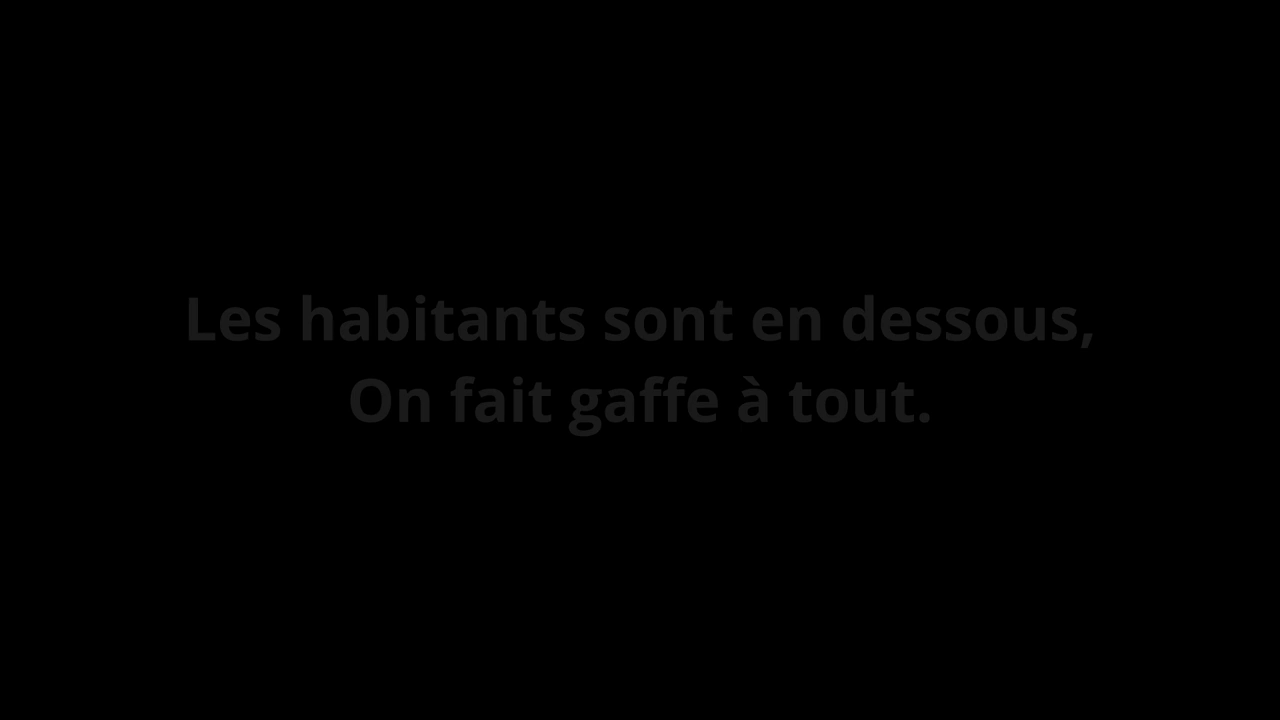 Les habitants sont en dessous,
On fait gaffe à tout.